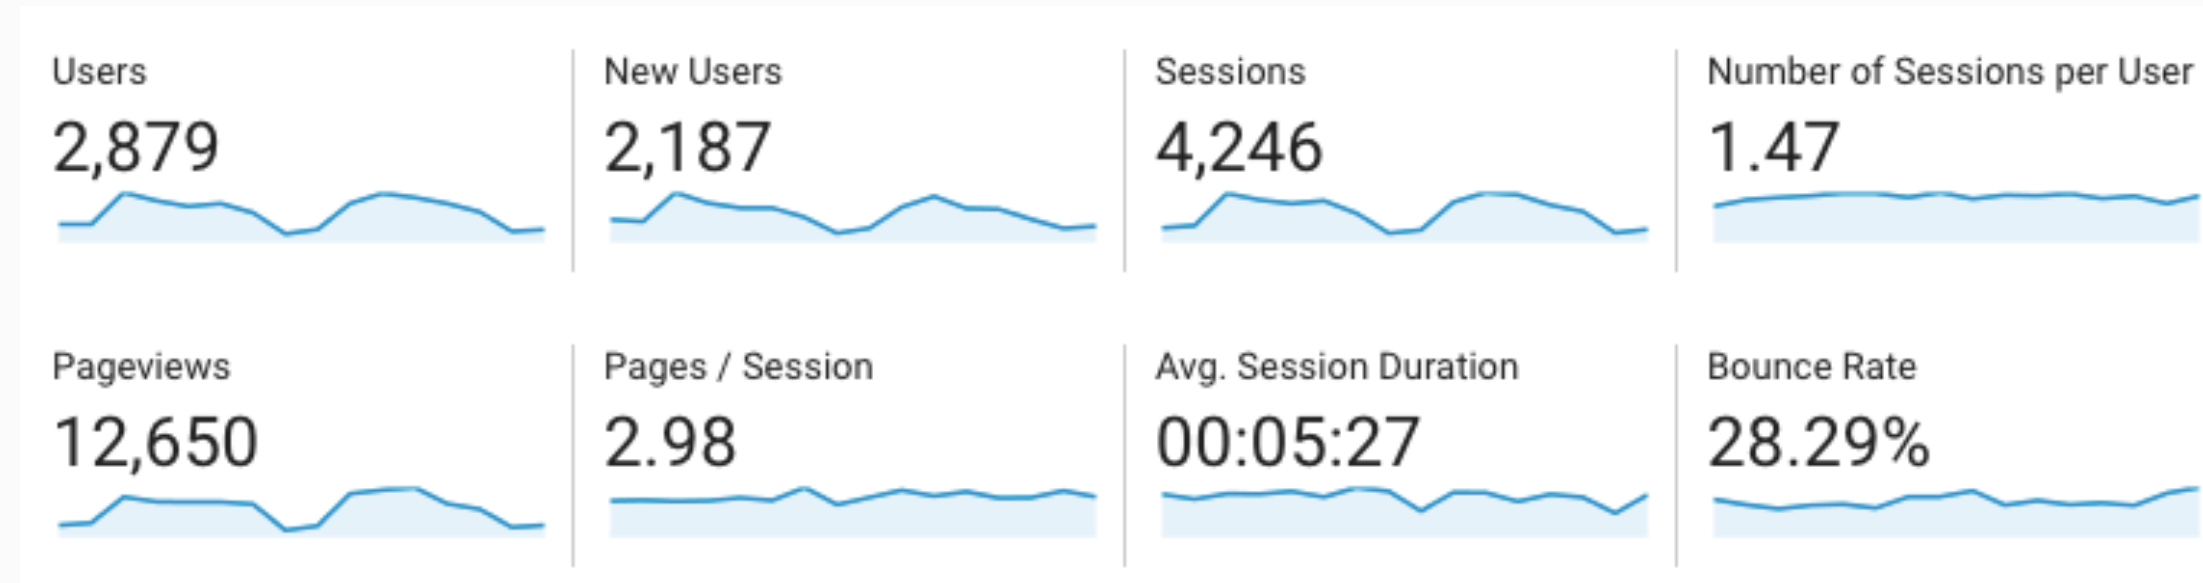 Users
New Users
Sessions
Number of Sessions per User
2,879
2,187
4,246
1.47
Pageviews
Pages / Session
Avg. Session Duration
Bounce Rate
12,650
2.98
00:05:27
28.29%